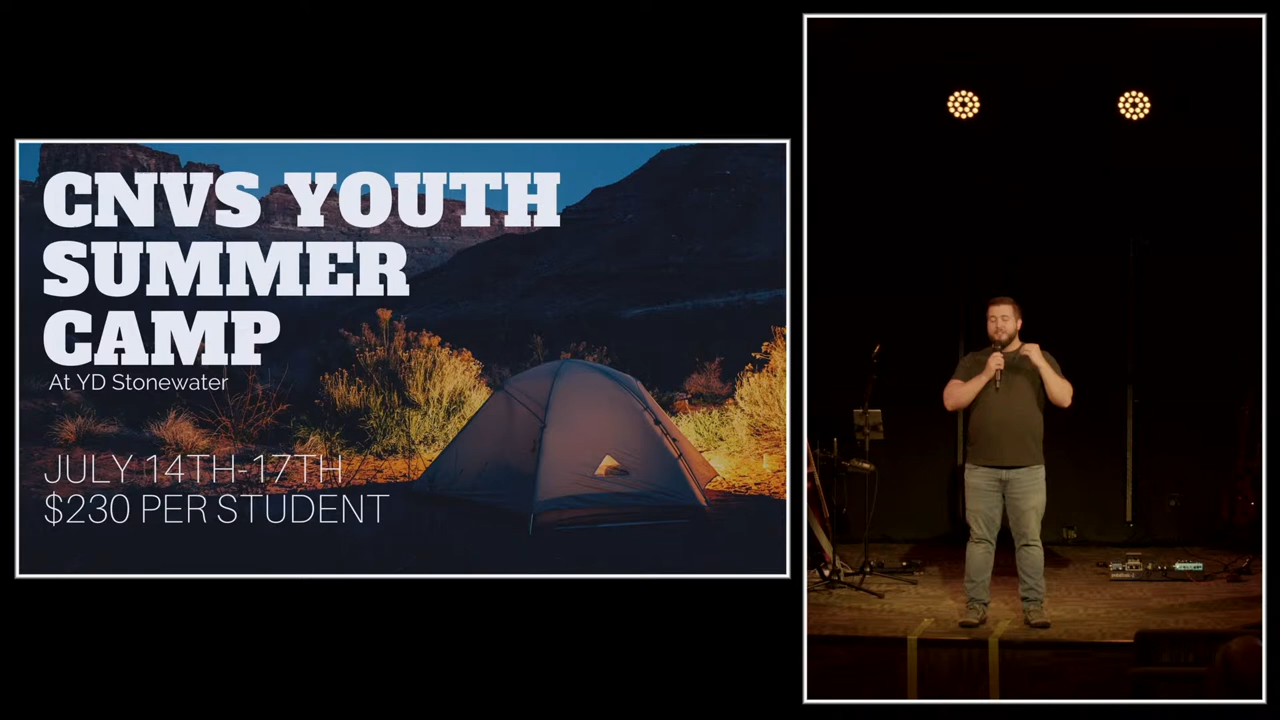 CNVS YOUTH
SUMMER
CAMP
At YD Stonewater
JULY 14TH-17TH
$230 PER STUDENT